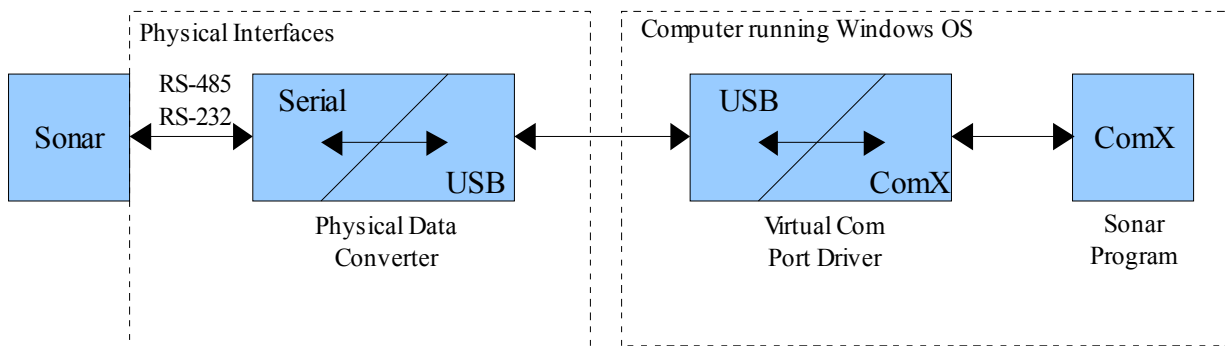 Physical Interfaces
Computer running Windows OS
Sonar
RS-485
RS-232
Serial
USB
Physical Data
Converter
USB
ComX
Virtual Com
Port Driver
ComX
Sonar
Program